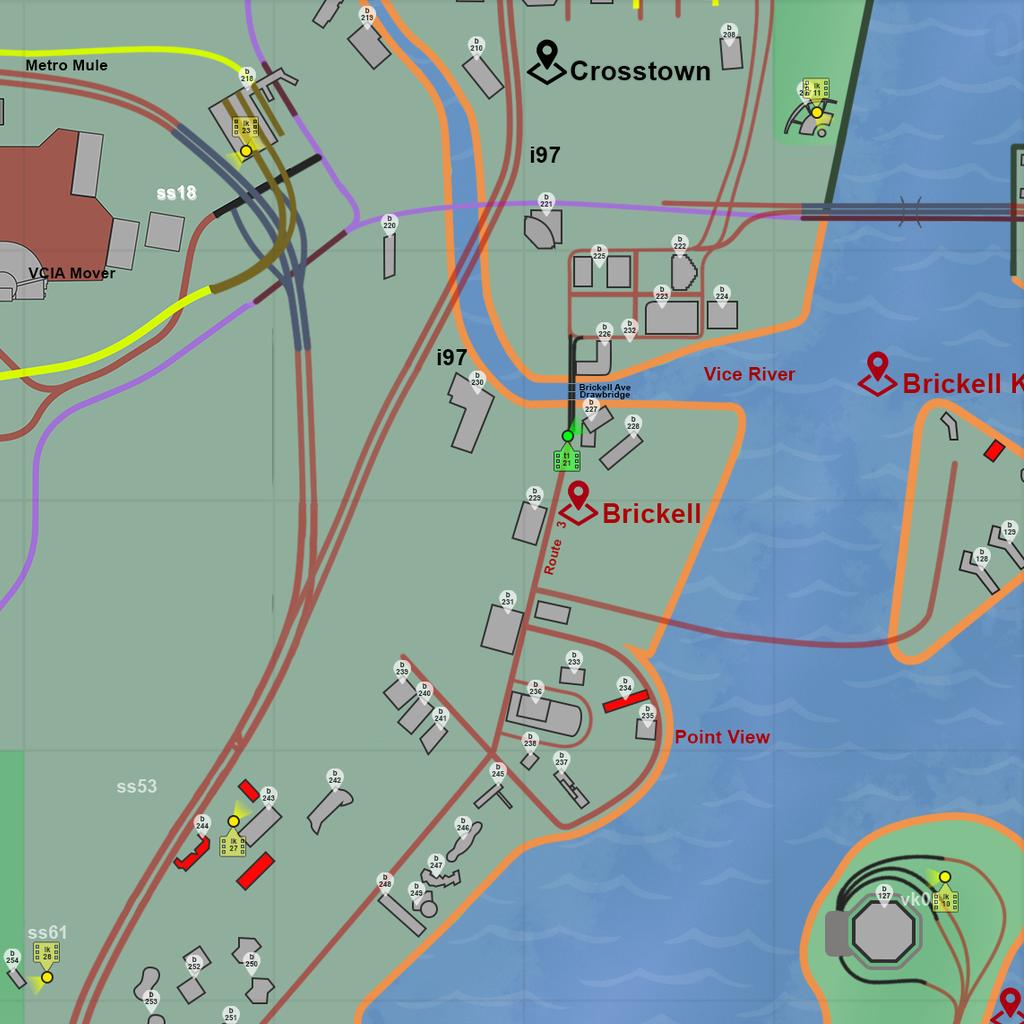 D
219
D
210
D
208
Crosstown
Metro Mule
D
218
lk
11
lk
23
i97
ss18
D
220
D
221
D
225
D
222
VCIA Mover
D
223
D
224
D
226
D
232
i97
D
230
Brickell Ave
Drawbridge
Vice River
Brickell K
D
227
D
228
t1
21
D
229
Brickell
Route 3
D
129
D
128
D
231
D
239
D
240
D
241
D
233
D
236
D
234
D
235
Point View
D
238
D
237
D
245
ss53
D
242
D
243
D
244
lk
27
D
246
D
247
D
248
D
249
D
127
vk0
lk
10
ss61
D
254
lk
28
D
252
D
250
D
253
D
251